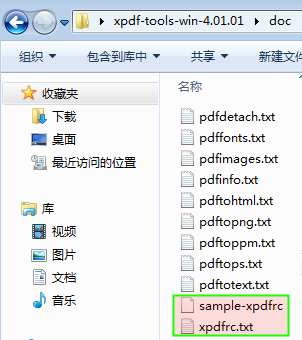 xpdf-tools-win-4.01.01 ▸ doc
组织 包含到库中 共享 新建文件
收藏夹
下载
桌面
最近访问的位置
库
视频
图片
文档
音乐
名称
pdfdetach.txt
pdffonts.txt
pdfimages.txt
pdfinfo.txt
pdftohtml.txt
pdftopng.txt
pdftoppm.txt
pdftops.txt
pdftotext.txt
sample-xpdfrc
xpdfrc.txt